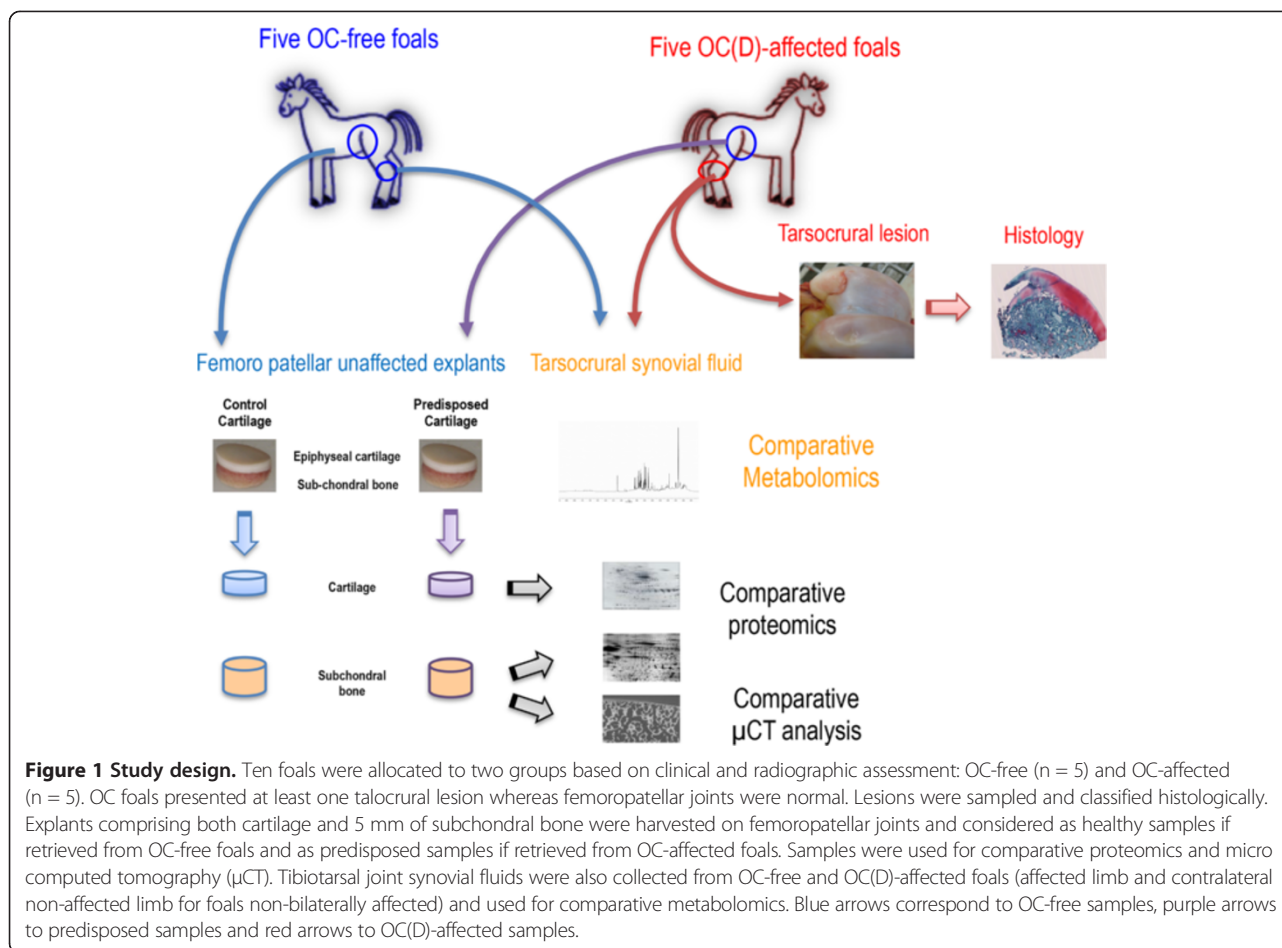 Five OC-free foals
Five OC(D)-affected foals
Tarsocrural lesion
Histology
Femoro patellar unaffected explants
Tarsocrural synovial fluid
Control
Cartilage
Predisposed
Cartilage
Epiphyseal cartilage
Sub-chondral bone
Comparative
Metabolomics
Cartilage
Comparative
proteomics
Subchondral
bone
Comparative
µCT analysis
Figure 1 Study design. Ten foals were allocated to two groups based on clinical and radiographic assessment: OC-free (n = 5) and OC-affected
(n = 5). OC foals presented at least one talocrural lesion whereas femoropatellar joints were normal. Lesions were sampled and classified histologically.
Explants comprising both cartilage and 5 mm of subchondral bone were harvested on femoropatellar joints and considered as healthy samples if
retrieved from OC-free foals and as predisposed samples if retrieved from OC-affected foals. Samples were used for comparative proteomics and micro
computed tomography (µCT). Tibiotarsal joint synovial fluids were also collected from OC-free and OC(D)-affected foals (affected limb and contralateral
non-affected limb for foals non-bilaterally affected) and used for comparative metabolomics. Blue arrows correspond to OC-free samples, purple arrows
to predisposed samples and red arrows to OC(D)-affected samples.